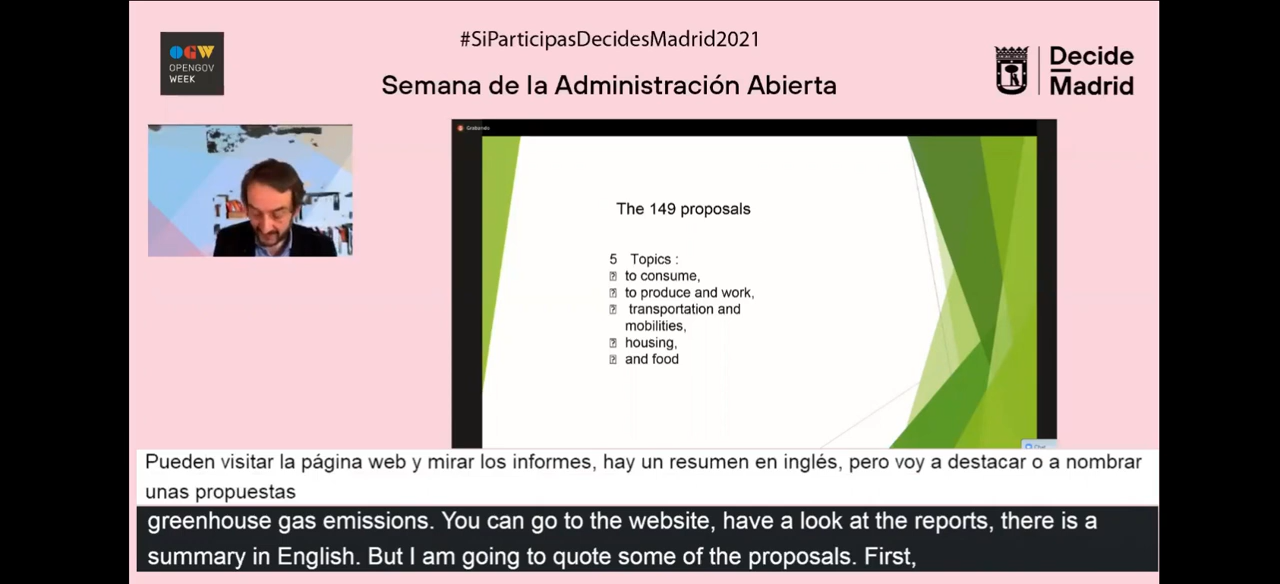 #SiParticipasDecidesMadrid2021
OGW
OPENGOV
WEEK
Semana de la Administración Abierta
Decide
Madrid
Grabando
The 149 proposals
5 Topics :
to consume,
to produce and work,
transportation and
mobilities,
housing,
and food
Pueden visitar la página web y mirar los informes, hay un resumen en inglés, pero voy a destacar o a nombrar
unas propuestas
greenhouse gas emissions. You can go to the website, have a look at the reports, there is a
summary in English. But I am going to quote some of the proposals. First,